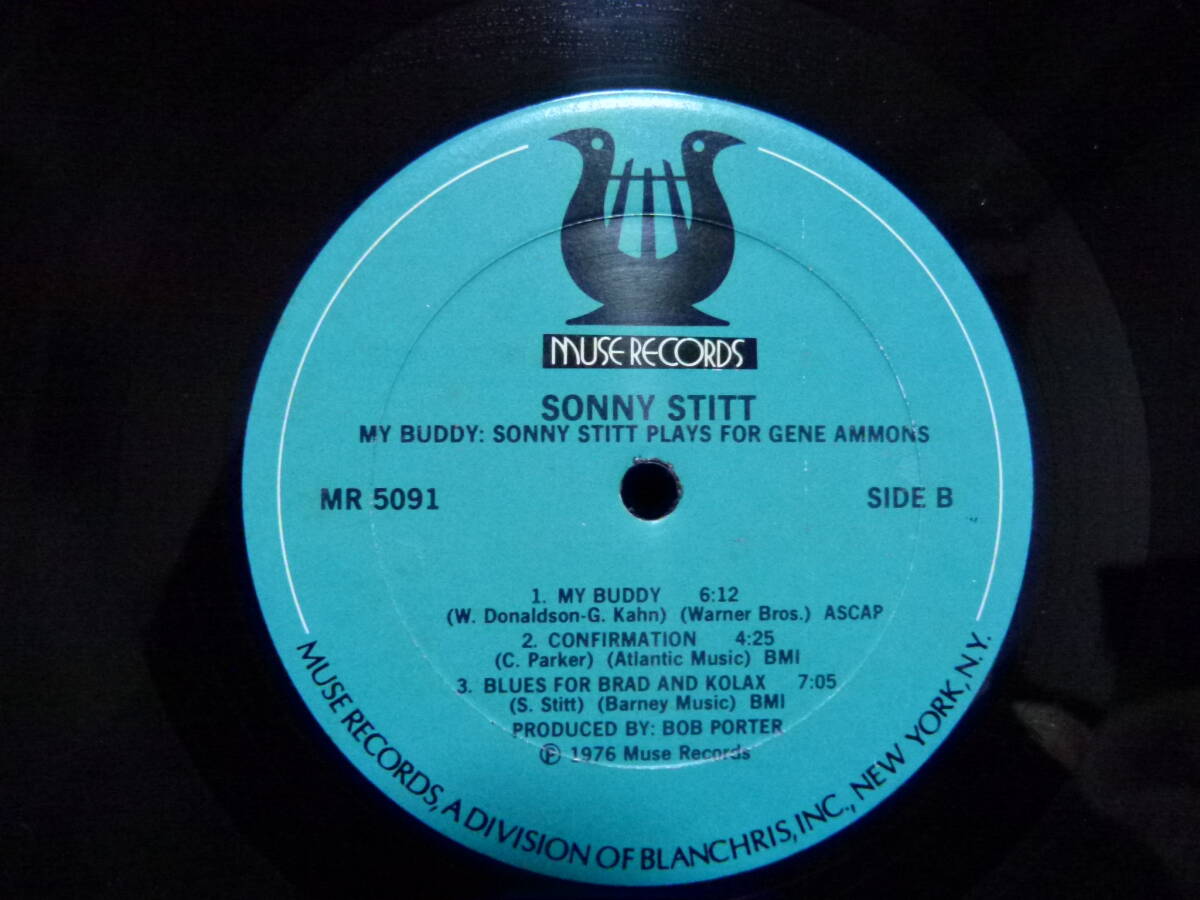 MUSE RECORDS
SONNY STITT
MY BUDDY: SONNY STITT PLAYS FOR GENE AMMONS
MR 5091
SIDE B
1. MY BUDDY 6:12
(W. Donaldson-G. Kahn) (Warner Bros.) ASCAP
2. CONFIRMATION 4:25
(C. Parker) (Atlantic Music) BMI
3. BLUES FOR BRAD AND KOLAX 7:05
(S. Stitt) (Barney Music) BMI
PRODUCED BY: BOB PORTER
℗ 1976 Muse Records
MUSE RECORDS, A DIVISION OF BLANCHRIS, INC., NEW YORK, N.Y.